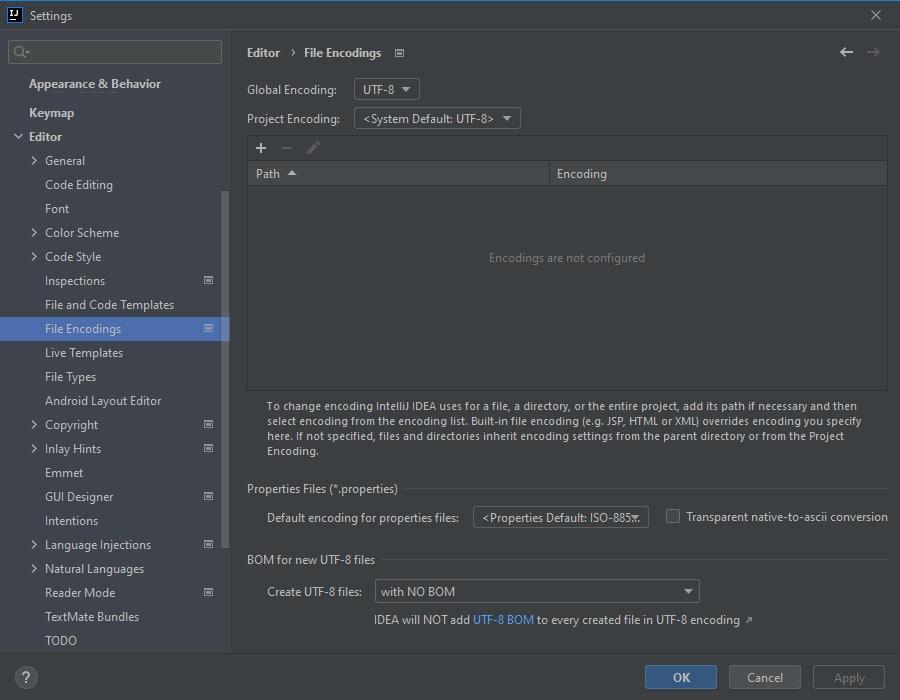 IJ
Settings
Appearance & Behavior
Keymap
Editor
General
Code Editing
Font
Color Scheme
Code Style
Inspections
File and Code Templates
File Encodings
Live Templates
File Types
Android Layout Editor
Copyright
Inlay Hints
Emmet
GUI Designer
Intentions
Language Injections
Natural Languages
Reader Mode
TextMate Bundles
TODO
Editor › File Encodings
Global Encoding: UTF-8
Project Encoding: <System Default: UTF-8>
Path Encoding
Encodings are not configured
To change encoding IntelliJ IDEA uses for a file, a directory, or the entire project, add its path if necessary and then
select encoding from the encoding list. Built-in file encoding (e.g. JSP, HTML or XML) overrides encoding you specify
here. If not specified, files and directories inherit encoding settings from the parent directory or from the Project
Encoding.
Properties Files (*.properties)
Default encoding for properties files: <Properties Default: ISO-885... Transparent native-to-ascii conversion
BOM for new UTF-8 files
Create UTF-8 files: with NO BOM
IDEA will NOT add UTF-8 BOM to every created file in UTF-8 encoding ↗
? OK Cancel Apply